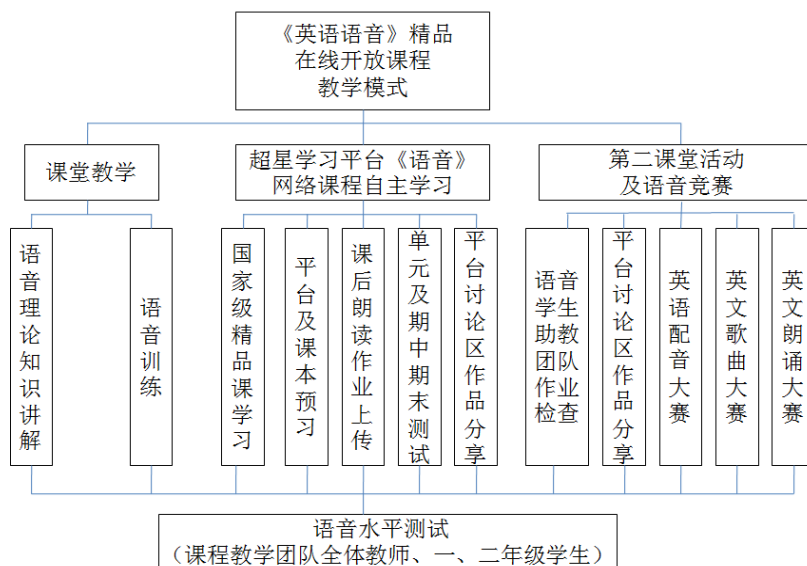 《英语语音》精品
在线开放课程
教学模式
课堂教学
超星学习平台《语音》
网络课程自主学习
第二课堂活动
及语音竞赛
语音理论知识讲解
语音训练
国家级精品课学习
平台及课本预习
课后朗读作业上传
单元及期中期末测试
平台讨论区作品分享
语音
学生
助教
团队
作业
检查
平台讨论区作品分享
英语配音大赛
英文歌曲大赛
英文朗诵大赛
语音水平测试
（课程教学团队全体教师、一、二年级学生）